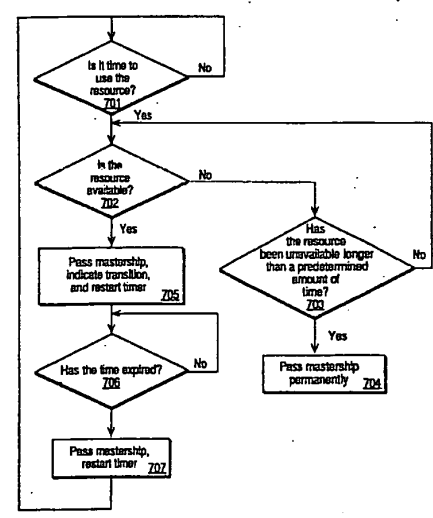 Is it time to
use the
resource?
701
No
Yes
Is the
resource
available?
702
No
Yes
Has
the resource
been unavailable longer
than a predetermined
amount of
time?
703
No
Yes
Pass mastership,
indicate transition,
and restart timer
705
Pass mastership
permanently
704
Has the time expired?
706
No
Pass mastership,
restart timer
707